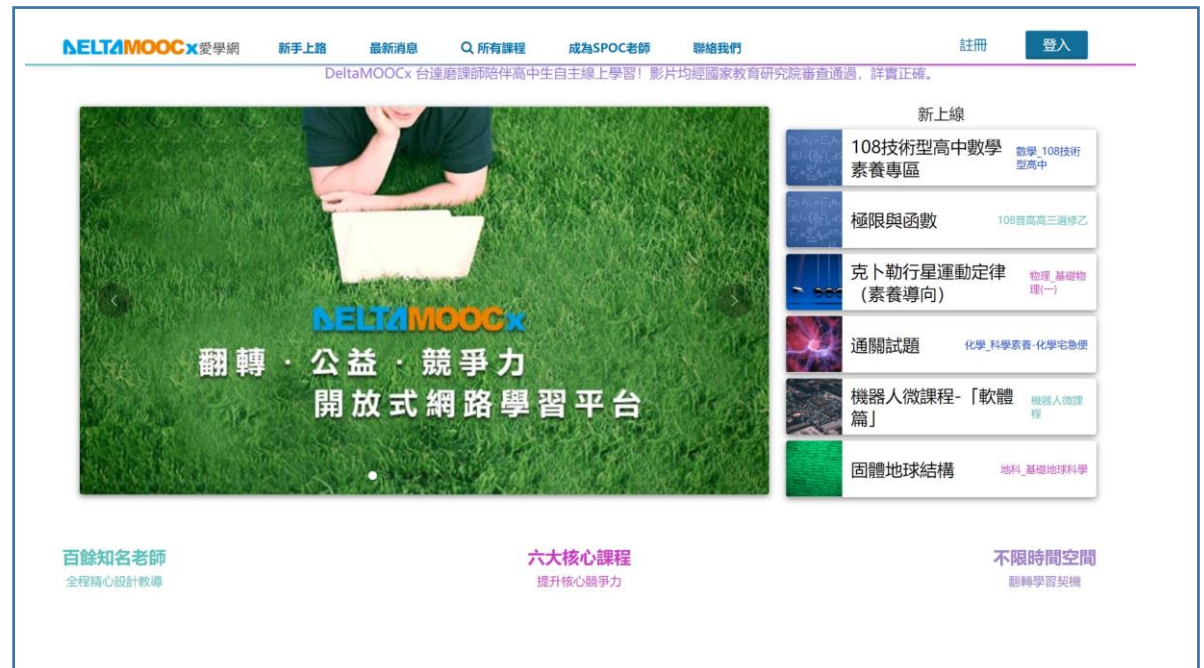 DELTAMOOCx愛學網 新手上路 最新消息 所有課程 成為SPOC老師 聯絡我們 註冊 登入
DeltaMOOCx 台達磨課師陪伴高中生自主線上學習！影片均經國家教育研究院審查通過，詳實正確。
DELTAMOOCx
翻轉．公益．競爭力
開放式網路學習平台
新上線
108技術型高中數學
素養專區
數學_108技術
型高中
極限與函數 108普高高三選修乙
克卜勒行星運動定律
（素養導向）
物理_基礎物
理(一)
通關試題 化學_科學素養-化學宅急便
機器人微課程-「軟體
篇」
機器人微課
程
固體地球結構 地科_基礎地球科學
百餘知名老師
全程精心設計教導
六大核心課程
提升核心競爭力
不限時間空間
翻轉學習契機